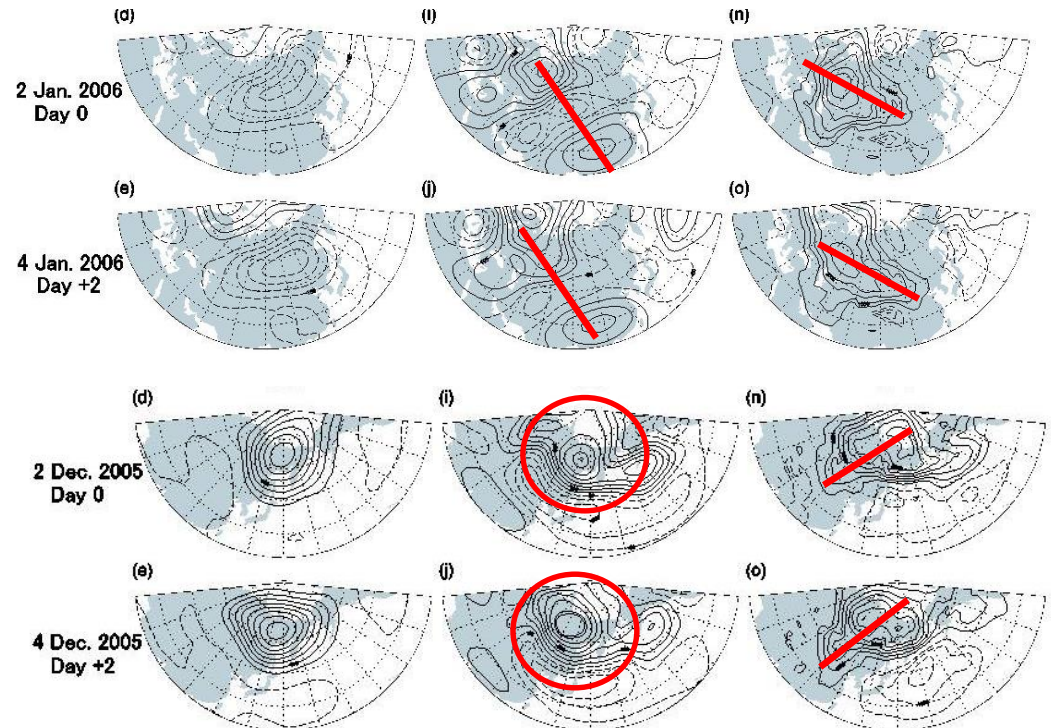 (d) (i) (n)
2 Jan. 2006
Day 0
(e) (j) (o)
4 Jan. 2006
Day +2
(d) (i) (n)
2 Dec. 2005
Day 0
(e) (j) (o)
4 Dec. 2005
Day +2